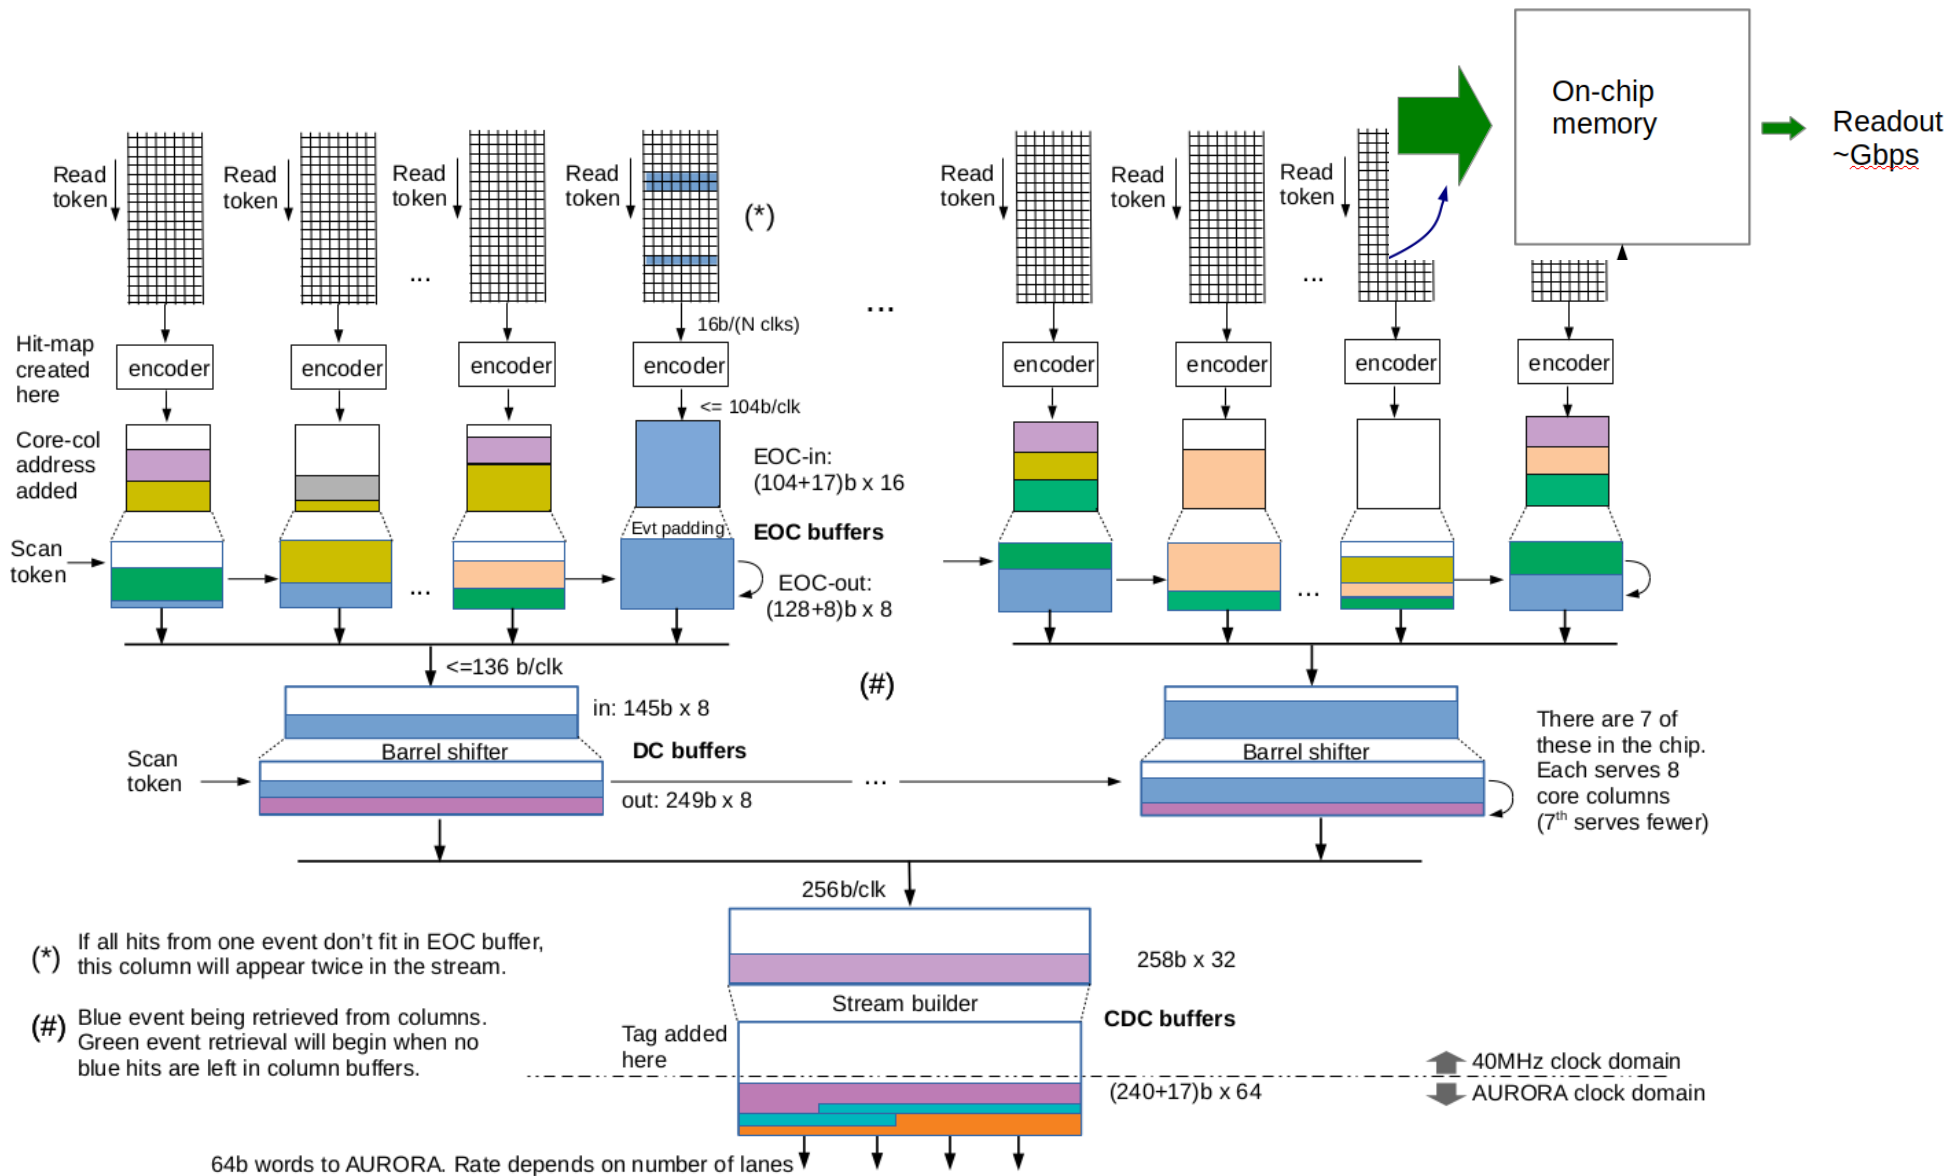 On-chip
memory
Readout
~Gbps
Read
token
Read
token
Read
token
Read
token
(*)
Read
token
Read
token
Read
token
...
...
...
16b/(N clks)
Hit-map
created
here
encoder
encoder
encoder
encoder
encoder
encoder
encoder
encoder
<= 104b/clk
Core-col
address
added
EOC-in:
(104+17)b x 16
Evt padding
EOC buffers
Scan
token
...
EOC-out:
(128+8)b x 8
...
<=136 b/clk
(#)
in: 145b x 8
Barrel shifter
DC buffers
Barrel shifter
Scan
token
...
out: 249b x 8
There are 7 of
these in the chip.
Each serves 8
core columns
(7th serves fewer)
256b/clk
(*) If all hits from one event don't fit in EOC buffer,
this column will appear twice in the stream.
258b x 32
Stream builder
(#) Blue event being retrieved from columns.
Green event retrieval will begin when no
blue hits are left in column buffers.
CDC buffers
Tag added
here
40MHz clock domain
(240+17)b x 64
AURORA clock domain
64b words to AURORA. Rate depends on number of lanes